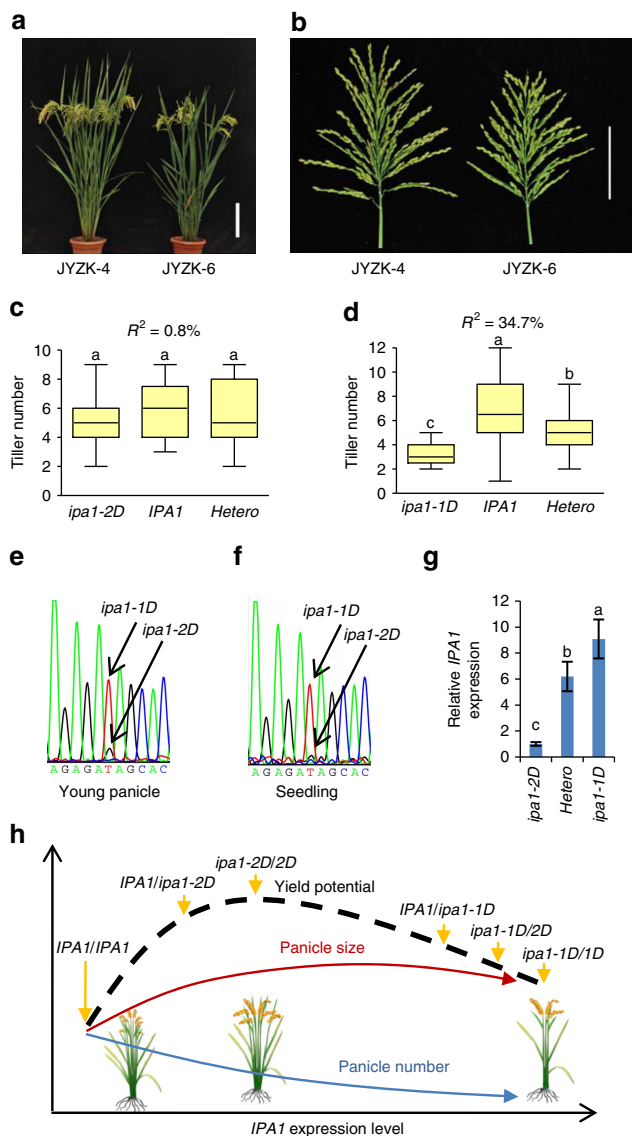 a
b
JYZK-4 JYZK-6
JYZK-4 JYZK-6
c
R² = 0.8%
Tiller number
10
8
6
4
2
0
a a a
ipa1-2D IPA1 Hetero
d
R² = 34.7%
Tiller number
12
10
8
6
4
2
0
c a b
ipa1-1D IPA1 Hetero
e
ipa1-1D
ipa1-2D
AGAGATAGCAC
Young panicle
f
ipa1-1D
ipa1-2D
AGAGATAGCAC
Seedling
g
Relative IPA1
expression
12
10
8
6
4
2
0
c b a
ipa1-2D Hetero ipa1-1D
h
ipa1-2D/2D
IPA1/ipa1-2D
Yield potential
IPA1/ipa1-1D
ipa1-1D/2D
IPA1/IPA1
ipa1-1D/1D
Panicle size
Panicle number
IPA1 expression level